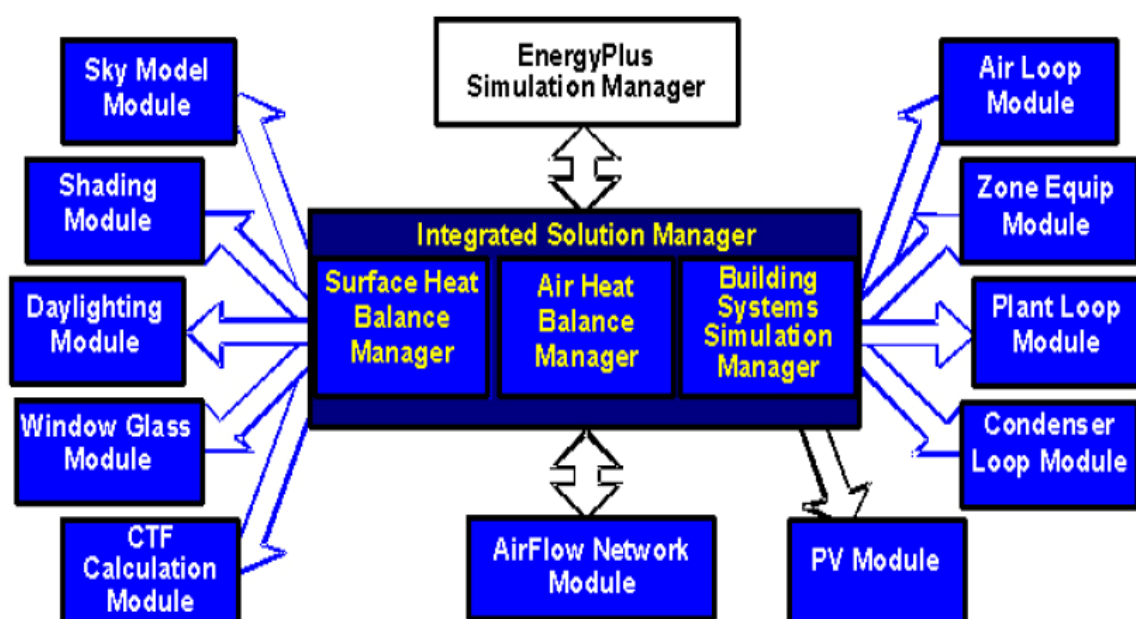 EnergyPlus
Simulation Manager
Sky Model
Module
Shading
Module
Daylighting
Module
Window Glass
Module
CTF
Calculation
Module
Integrated Solution Manager
Surface Heat
Balance
Manager
Air Heat
Balance
Manager
Building
Systems
Simulation
Manager
Air Loop
Module
Zone Equip
Module
Plant Loop
Module
Condenser
Loop Module
AirFlow Network
Module
PV Module